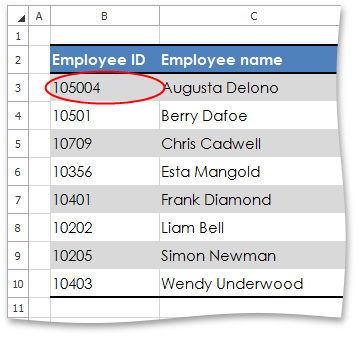 A B C
1
2 Employee ID Employee name
3 105004 Augusta Delono
4 10501 Berry Dafoe
5 10709 Chris Cadwell
6 10356 Esta Mangold
7 10401 Frank Diamond
8 10202 Liam Bell
9 10205 Simon Newman
10 10403 Wendy Underwood
11